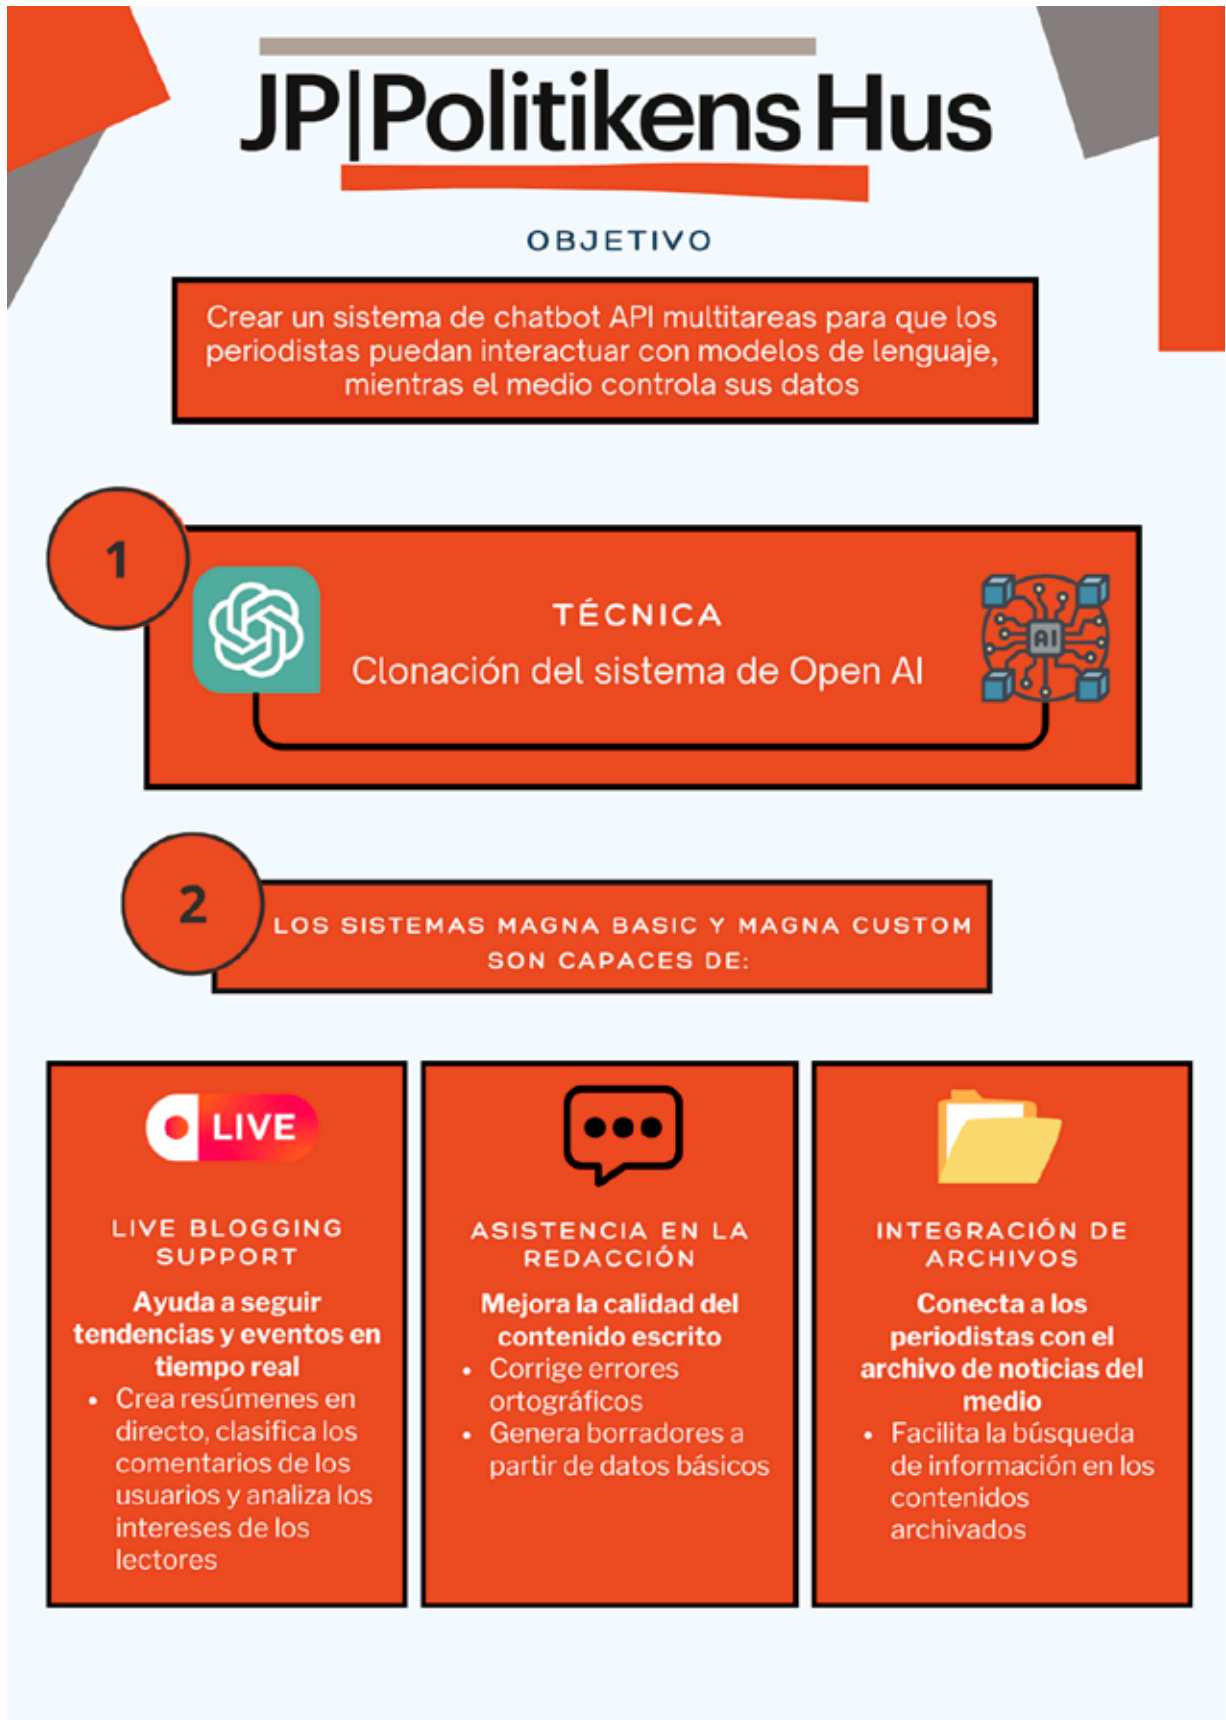 JP|Politikens Hus
OBJETIVO
Crear un sistema de chatbot API multitareas para que los
periodistas puedan interactuar con modelos de lenguaje,
mientras el medio controla sus datos
1
TÉCNICA
Clonación del sistema de Open AI
AI
2
LOS SISTEMAS MAGNA BASIC Y MAGNA CUSTOM
SON CAPACES DE:
LIVE
LIVE BLOGGING
SUPPORT
Ayuda a seguir
tendencias y eventos en
tiempo real
• Crea resúmenes en
directo, clasifica los
comentarios de los
usuarios y analiza los
intereses de los
lectores
ASISTENCIA EN LA
REDACCIÓN
Mejora la calidad del
contenido escrito
• Corrige errores
ortográficos
• Genera borradores a
partir de datos básicos
INTEGRACIÓN DE
ARCHIVOS
Conecta a los
periodistas con el
archivo de noticias del
medio
• Facilita la búsqueda
de información en los
contenidos
archivados